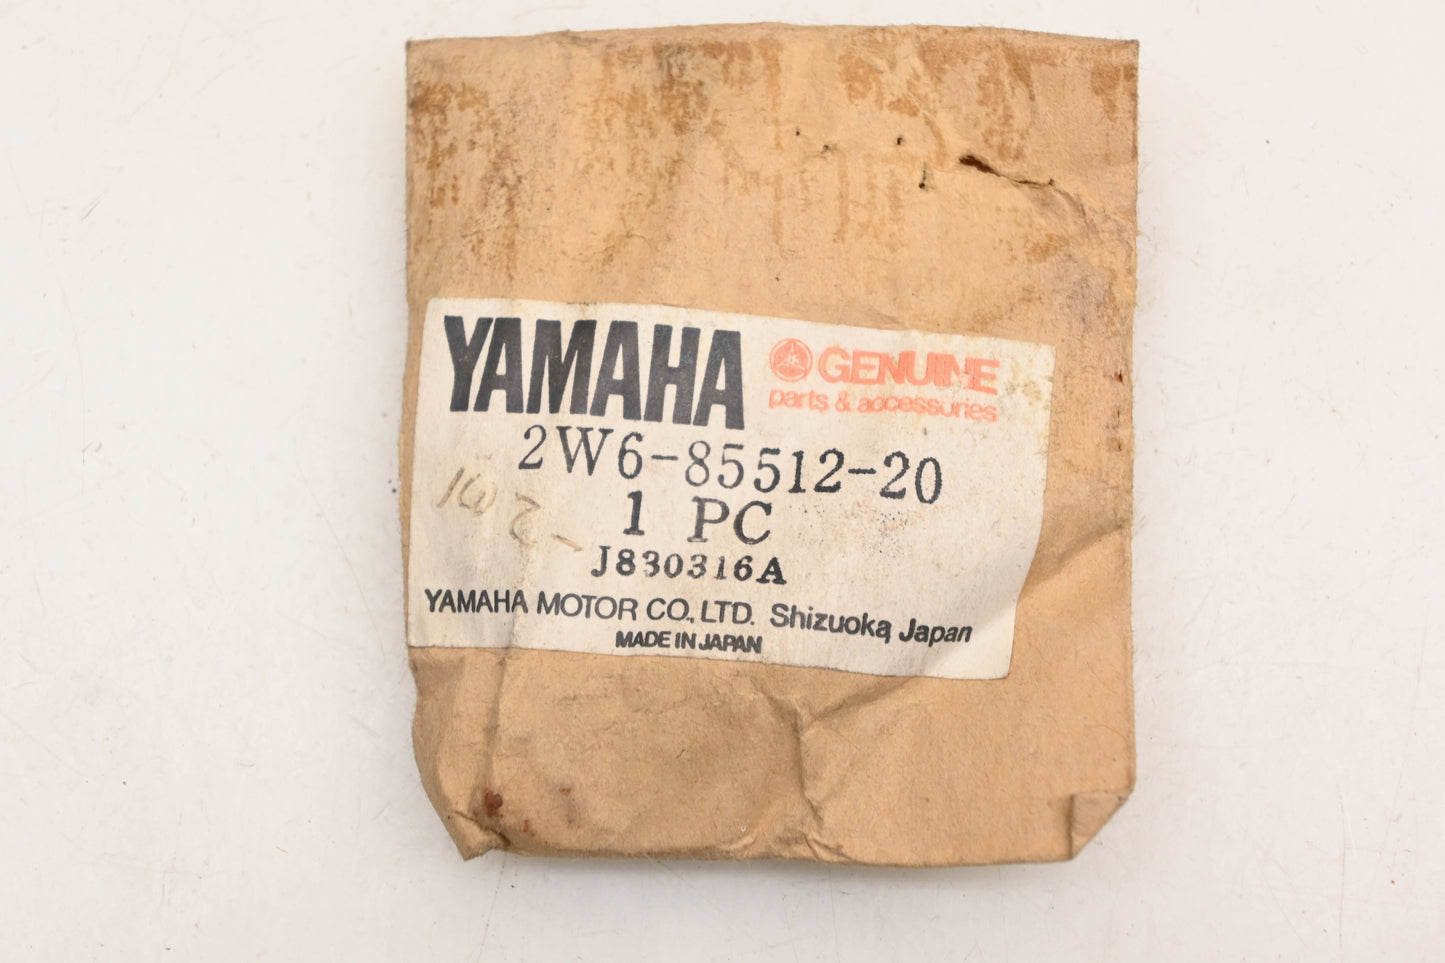 YAMAHA
GENUINE
parts & accessories
2W6-85512-20
1 PC
J830316A
YAMAHA MOTOR CO., LTD. Shizuoka, Japan
MADE IN JAPAN